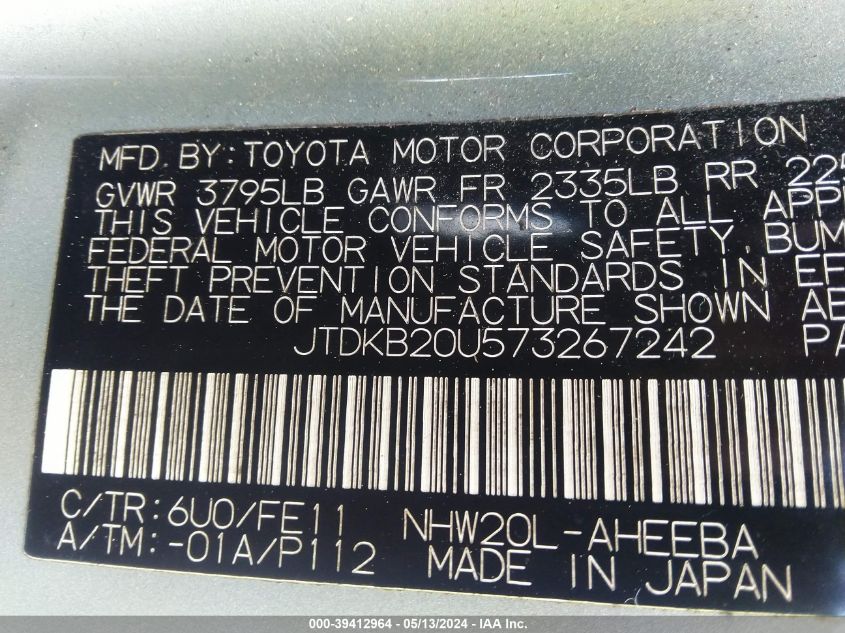 MFD. BY: TOYOTA MOTOR CORPORATION
GVWR 3795LB GAWR FR 2335LB RR 225
THIS VEHICLE CONFORMS TO ALL APP
FEDERAL MOTOR VEHICLE SAFETY, BUM
THEFT PREVENTION STANDARDS IN EF
THE DATE OF MANUFACTURE SHOWN AB
JTDKB20U573267242 PA
C/TR: 6U0/FE11 NHW20L-AHEEBA
A/TM: -01A/P112 MADE IN JAPAN
000-39412964 - 05/13/2024 - IAA Inc.